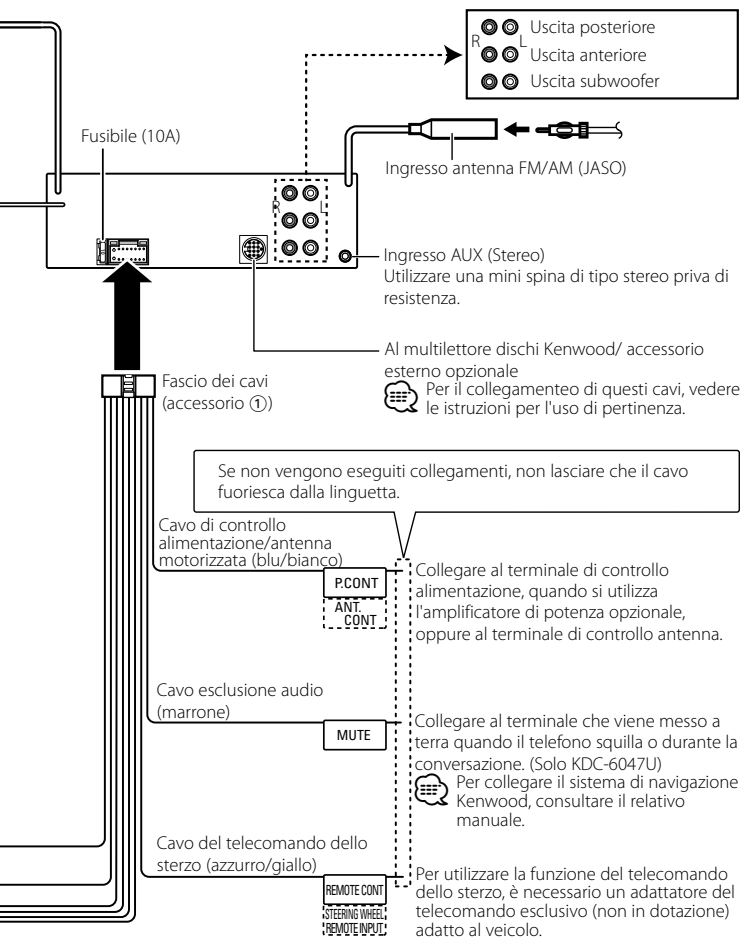 Uscita posteriore
R L
Uscita anteriore
Uscita subwoofer
Fusibile (10A)
Ingresso antenna FM/AM (JASO)
R L
Ingresso AUX (Stereo)
Utilizzare una mini spina di tipo stereo priva di
resistenza.
Al multilettore dischi Kenwood/ accessorio
esterno opzionale
Per il collegamenteo di questi cavi, vedere
le istruzioni per l'uso di pertinenza.
Fascio dei cavi
(accessorio ①)
Se non vengono eseguiti collegamenti, non lasciare che il cavo
fuoriesca dalla linguetta.
Cavo di controllo
alimentazione/antenna
motorizzata (blu/bianco)
P.CONT
ANT.
CONT
Collegare al terminale di controllo
alimentazione, quando si utilizza
l'amplificatore di potenza opzionale,
oppure al terminale di controllo antenna.
Cavo esclusione audio
(marrone)
MUTE
Collegare al terminale che viene messo a
terra quando il telefono squilla o durante la
conversazione. (Solo KDC-6047U)
Per collegare il sistema di navigazione
Kenwood, consultare il relativo
manuale.
Cavo del telecomando dello
sterzo (azzurro/giallo)
REMOTE CONT
STEERING WHEEL
REMOTE INPUT
Per utilizzare la funzione del telecomando
dello sterzo, è necessario un adattatore del
telecomando esclusivo (non in dotazione)
adatto al veicolo.